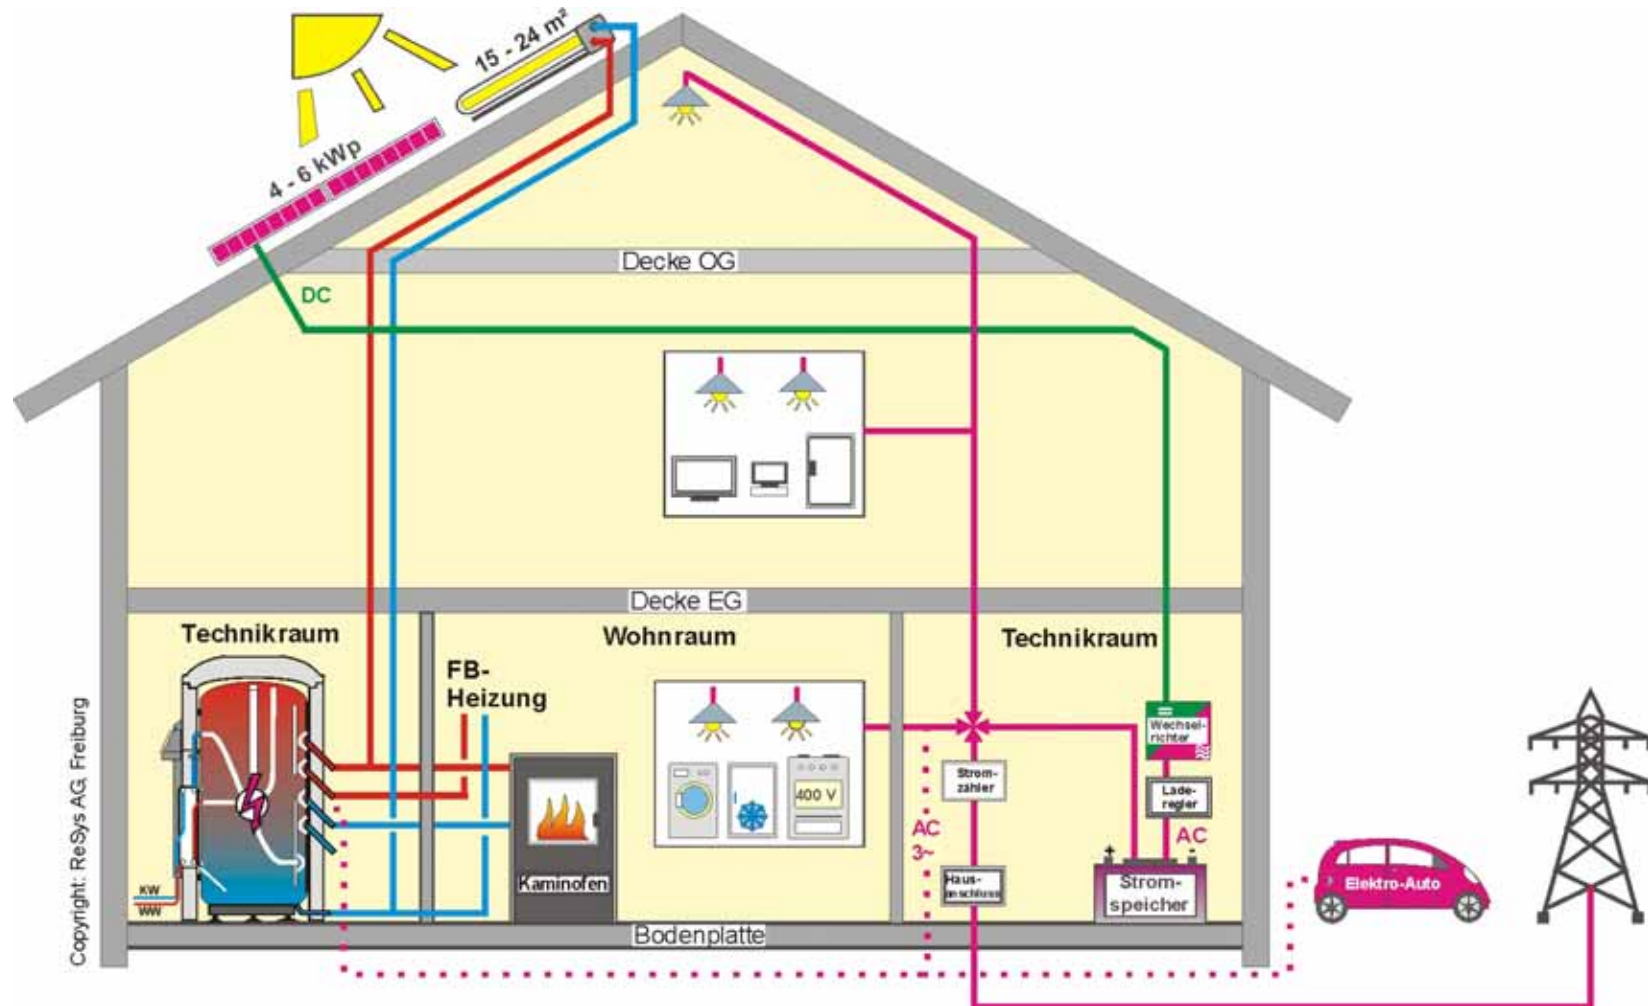 15 - 24 m²
4 - 6 kWp
Decke OG
DC
Decke EG
Technikraum
Wohnraum
Technikraum
FB-
Heizung
Wechsel-
richter
Strom-
zähler
400 V
Lade-
regler
AC
3~
AC
+
-
Haus-
anschluss
Kaminofen
Strom-
speicher
Elektro-Auto
KW
WW
Bodenplatte
Copyright: ReSys AG, Freiburg